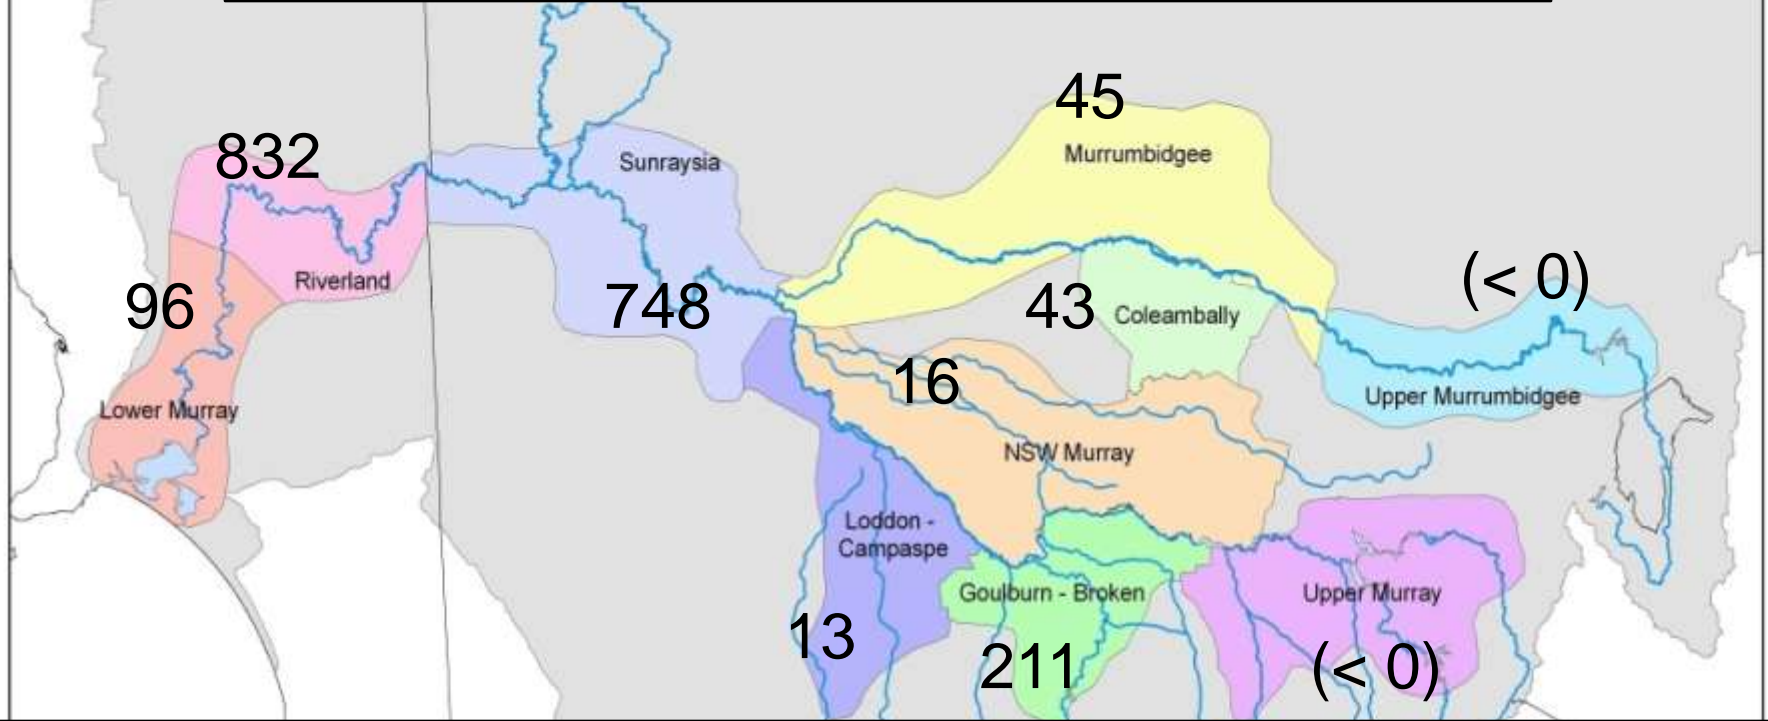 45
Murrumbidgee
832
Sunraysia
Riverland
96
748
43
Coleambally
(< 0)
Upper Murrumbidgee
16
Lower Murray
NSW Murray
Loddon -
Campaspe
Goulburn - Broken
Upper Murray
13
211
(< 0)